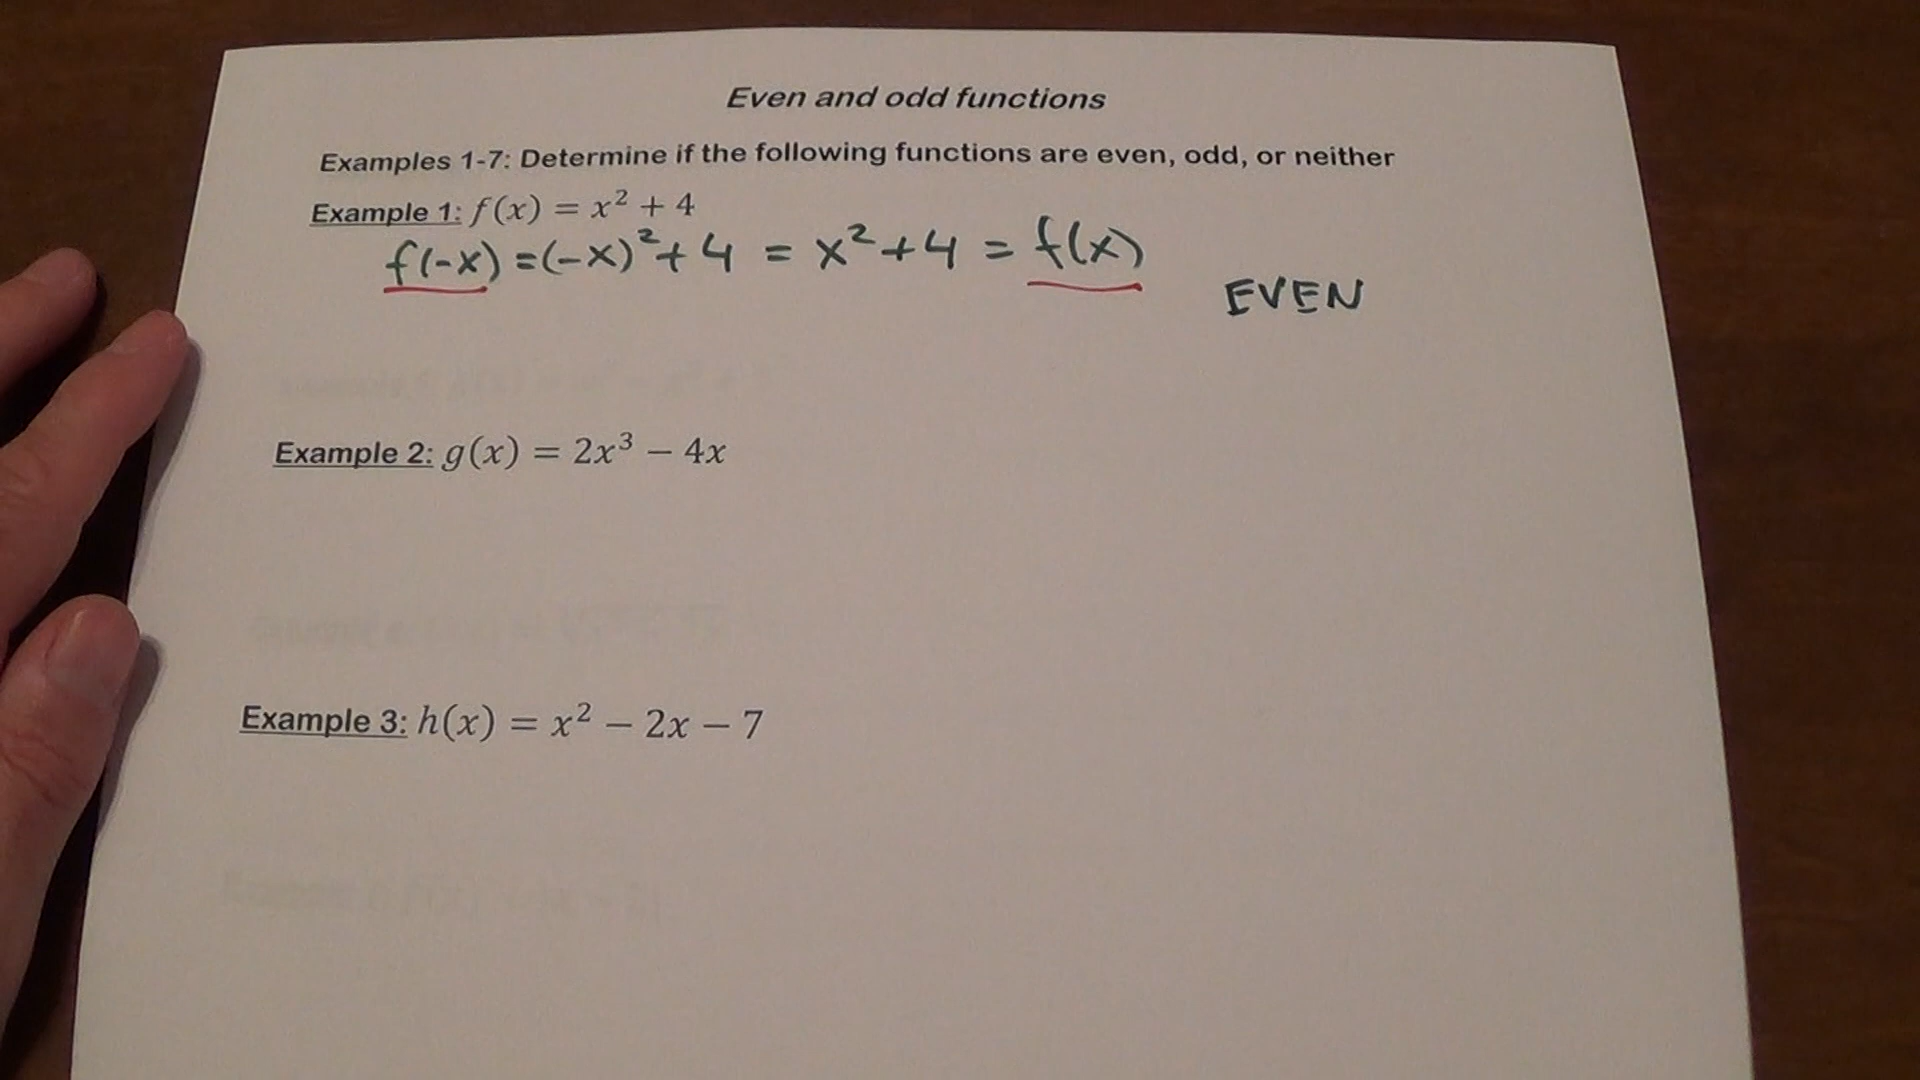 Even and odd functions
Examples 1-7: Determine if the following functions are even, odd, or neither
Example 1: f(x) = x² + 4
f(-x) = (-x)² + 4 = x² + 4 = f(x)
EVEN
Example 2: g(x) = 2x³ − 4x
Example 3: h(x) = x² − 2x − 7